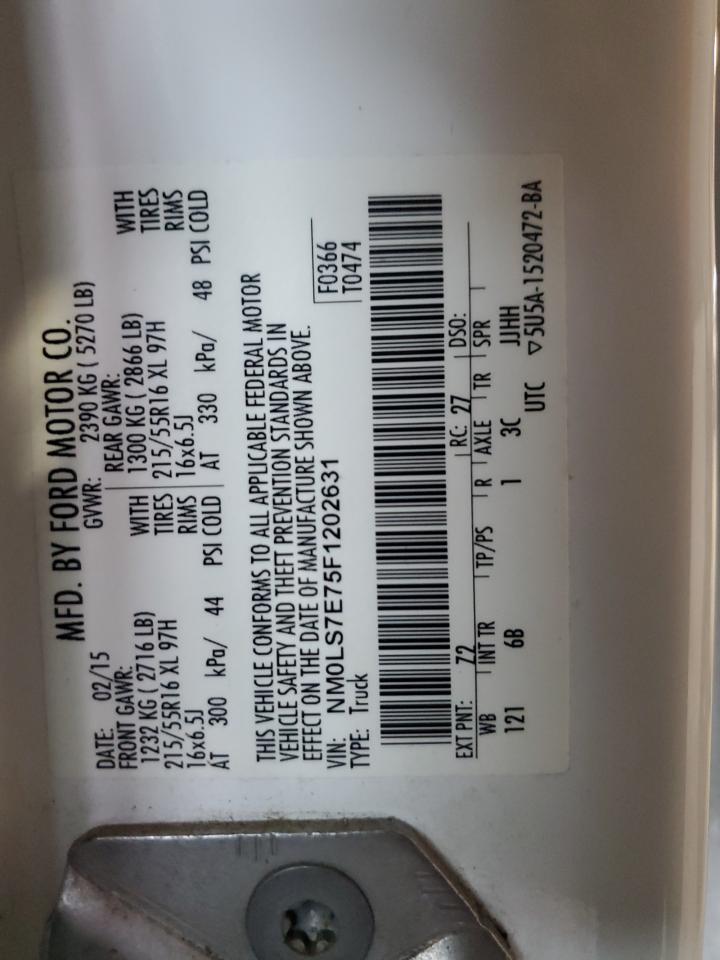 MFD. BY FORD MOTOR CO.
DATE: 02/15 GVWR: 2390 KG ( 5270 LB)
FRONT GAWR: REAR GAWR:
1232 KG ( 2716 LB) WITH 1300 KG ( 2866 LB) WITH
215/55R16 XL 97H TIRES 215/55R16 XL 97H TIRES
16x6.5J RIMS 16x6.5J RIMS
AT 300 kPa/ 44 PSI COLD AT 330 kPa/ 48 PSI COLD
THIS VEHICLE CONFORMS TO ALL APPLICABLE FEDERAL MOTOR
VEHICLE SAFETY AND THEFT PREVENTION STANDARDS IN
EFFECT ON THE DATE OF MANUFACTURE SHOWN ABOVE.
VIN: NM0LS7E75F1202631 F0366
TYPE: Truck T0474
EXT PNT: Z2 RC: 27 DSO:
WB INT TR TP/PS R AXLE TR SPR
121 6B 1 3C JJHH
UTC ▽5U5A-1520472-BA